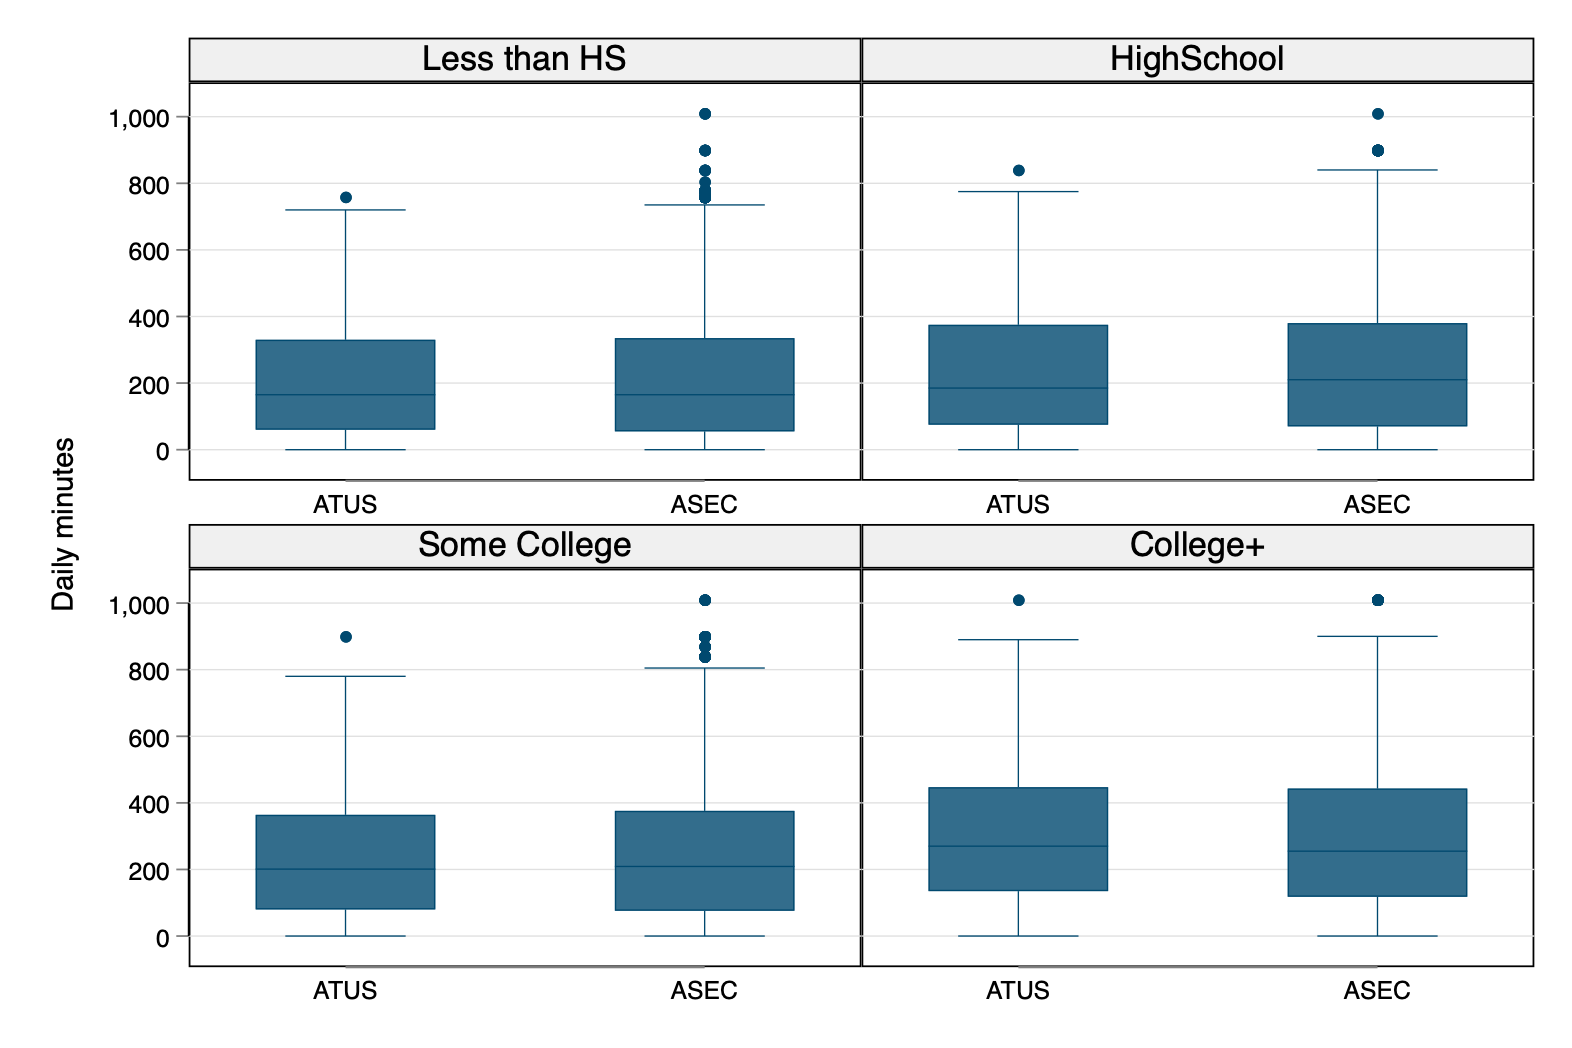 Less than HS
HighSchool
1,000
800
600
400
200
0
ATUS
ASEC
ATUS
ASEC
Daily minutes
Some College
College+
1,000
800
600
400
200
0
ATUS
ASEC
ATUS
ASEC